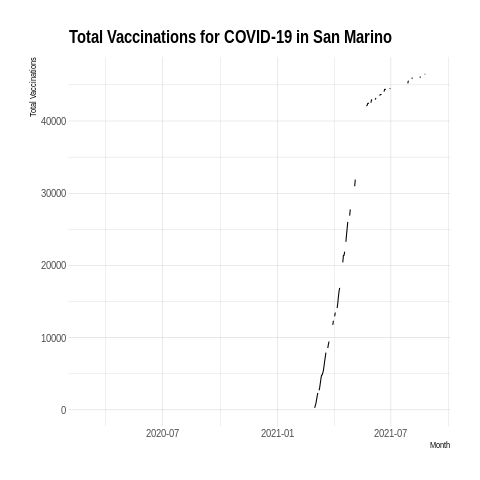 Total Vaccinations for COVID-19 in San Marino
Total Vaccinations
40000
30000
20000
10000
0
2020-07 2021-01 2021-07
Month